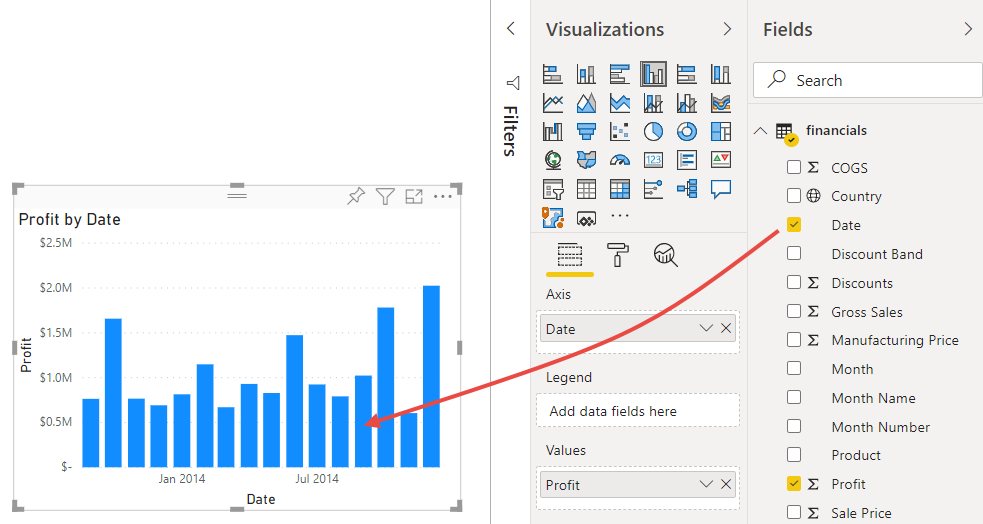 Profit by Date
$2.5M
$2.0M
$1.5M
$1.0M
$0.5M
$-
Profit
Jan 2014
Jul 2014
Date
Filters
Visualizations
123
Axis
Date
Legend
Add data fields here
Values
Profit
Fields
Search
financials
Σ COGS
Country
Date
Discount Band
Σ Discounts
Σ Gross Sales
Σ Manufacturing Price
Month
Month Name
Month Number
Product
Σ Profit
Σ Sale Price